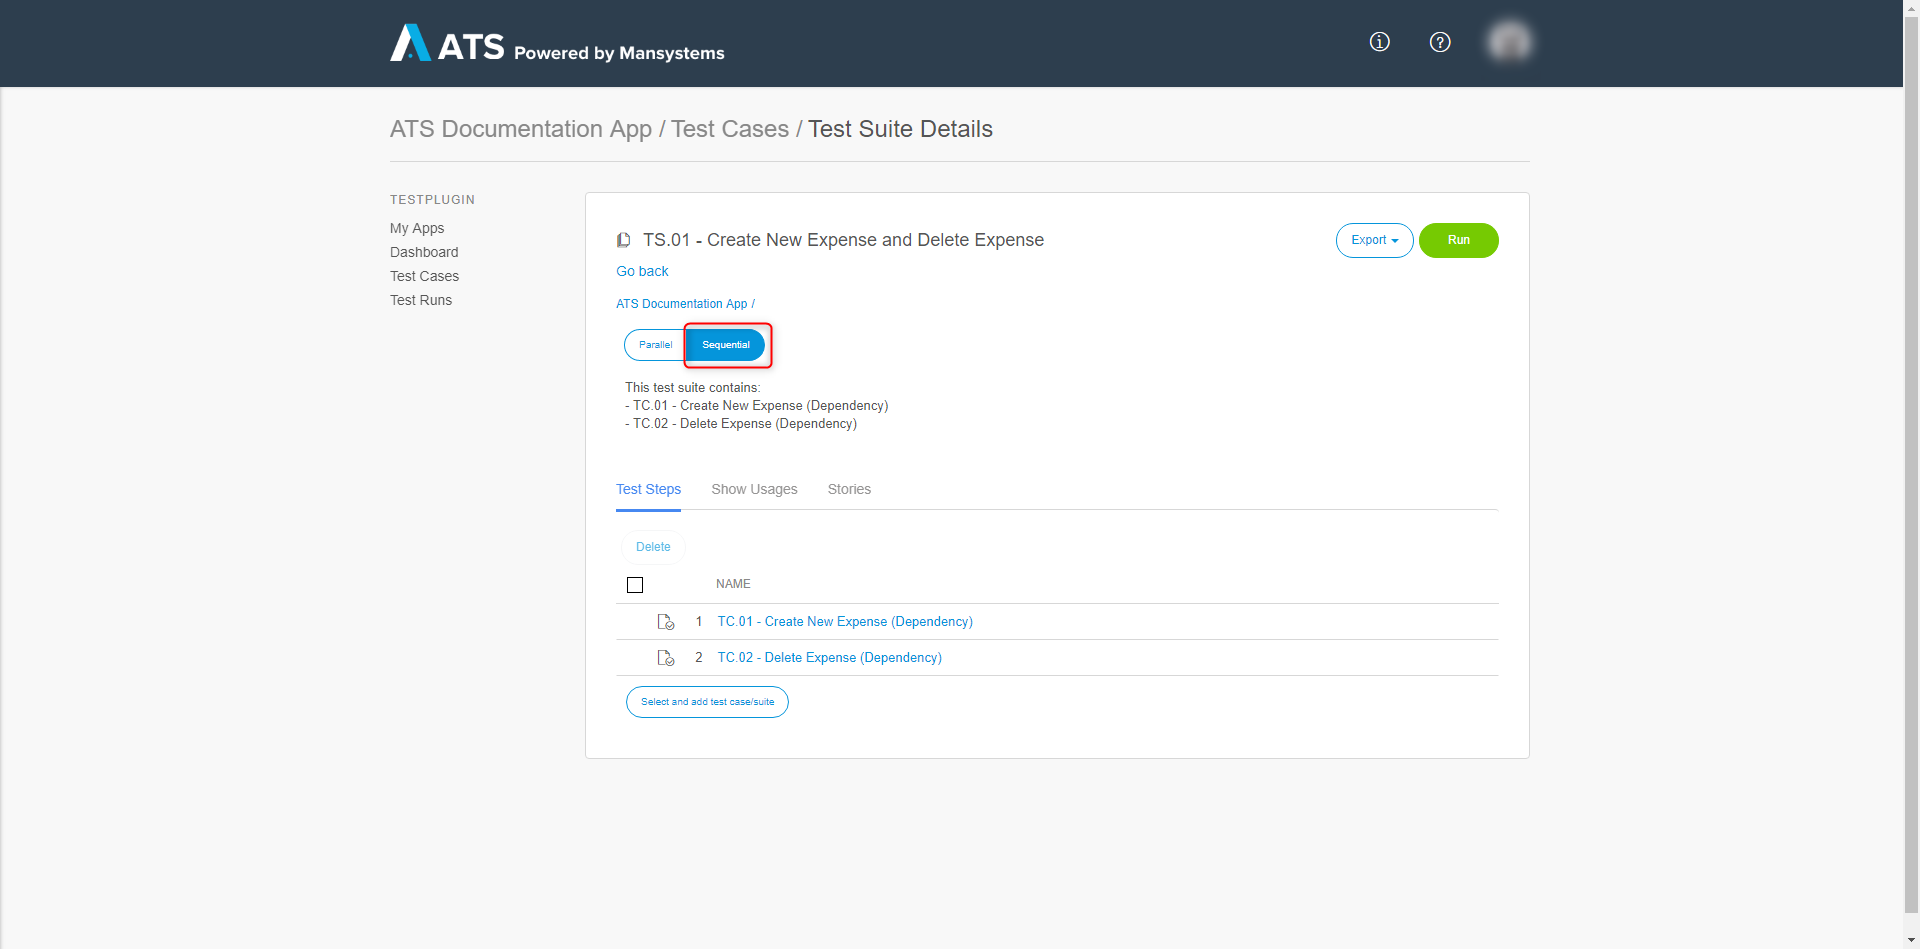 ATS Powered by Mansystems
ATS Documentation App / Test Cases / Test Suite Details
TESTPLUGIN
My Apps
Dashboard
Test Cases
Test Runs
TS.01 - Create New Expense and Delete Expense
Export
Run
Go back
ATS Documentation App /
Parallel
Sequential
This test suite contains:
- TC.01 - Create New Expense (Dependency)
- TC.02 - Delete Expense (Dependency)
Test Steps
Show Usages
Stories
Delete
NAME
1 TC.01 - Create New Expense (Dependency)
2 TC.02 - Delete Expense (Dependency)
Select and add test case/suite